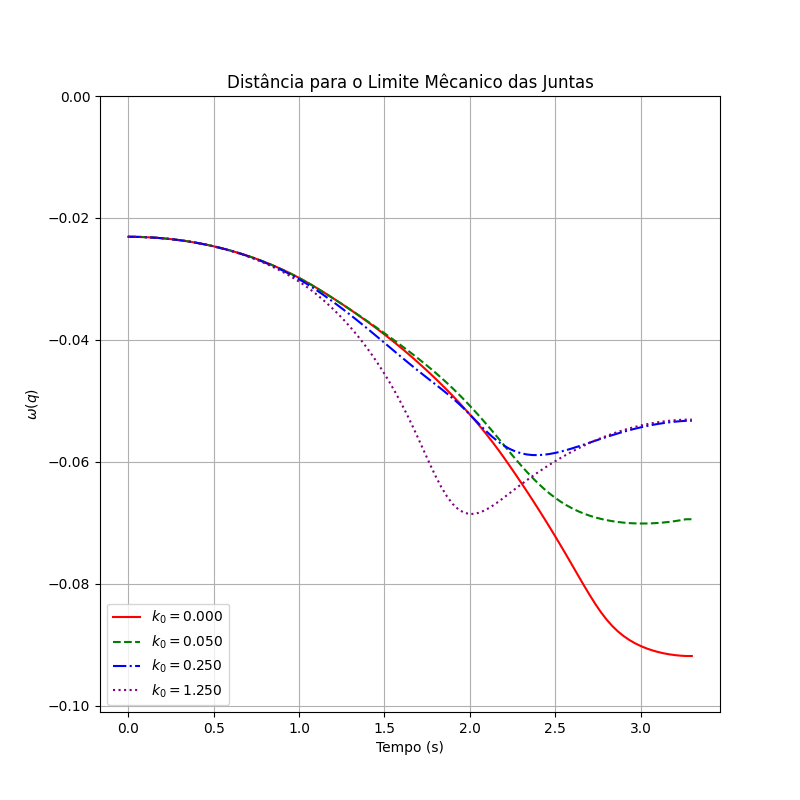 Distância para o Limite Mêcanico das Juntas
0.00
−0.02
−0.04
−0.06
−0.08
−0.10
ω(q)
k₀ = 0.000
k₀ = 0.050
k₀ = 0.250
k₀ = 1.250
0.0 0.5 1.0 1.5 2.0 2.5 3.0
Tempo (s)